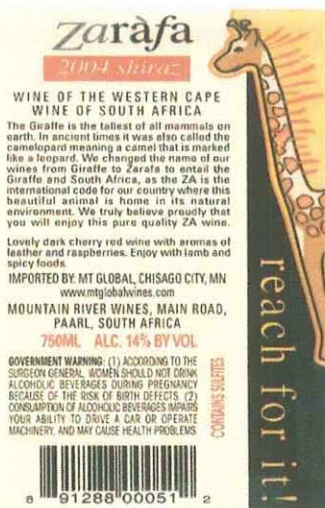 zaràfa
2004 shiraz
WINE OF THE WESTERN CAPE
WINE OF SOUTH AFRICA
The Giraffe is the tallest of all mammals on
earth. In ancient times it was also called the
camelopard meaning a camel that is marked
like a leopard. We changed the name of our
wines from Giraffe to Zarafa to entail the
Giraffe and South Africa, as the ZA is the
international code for our country where this
beautiful animal is home in its natural
environment. We truly believe proudly that
you will enjoy this pure quality ZA wine.
Lovely dark cherry red wine with aromas of
leather and raspberries. Enjoy with lamb and
spicy foods.
IMPORTED BY: MT GLOBAL, CHISAGO CITY, MN
www.mtglobalwines.com
MOUNTAIN RIVER WINES, MAIN ROAD,
PAARL, SOUTH AFRICA
750ML ALC. 14% BY VOL
GOVERNMENT WARNING: (1) ACCORDING TO THE
SURGEON GENERAL, WOMEN SHOULD NOT DRINK
ALCOHOLIC BEVERAGES DURING PREGNANCY
BECAUSE OF THE RISK OF BIRTH DEFECTS. (2)
CONSUMPTION OF ALCOHOLIC BEVERAGES IMPAIRS
YOUR ABILITY TO DRIVE A CAR OR OPERATE
MACHINERY, AND MAY CAUSE HEALTH PROBLEMS.
CONTAINS SULFITES
8 91288 00051 2
reach for it!